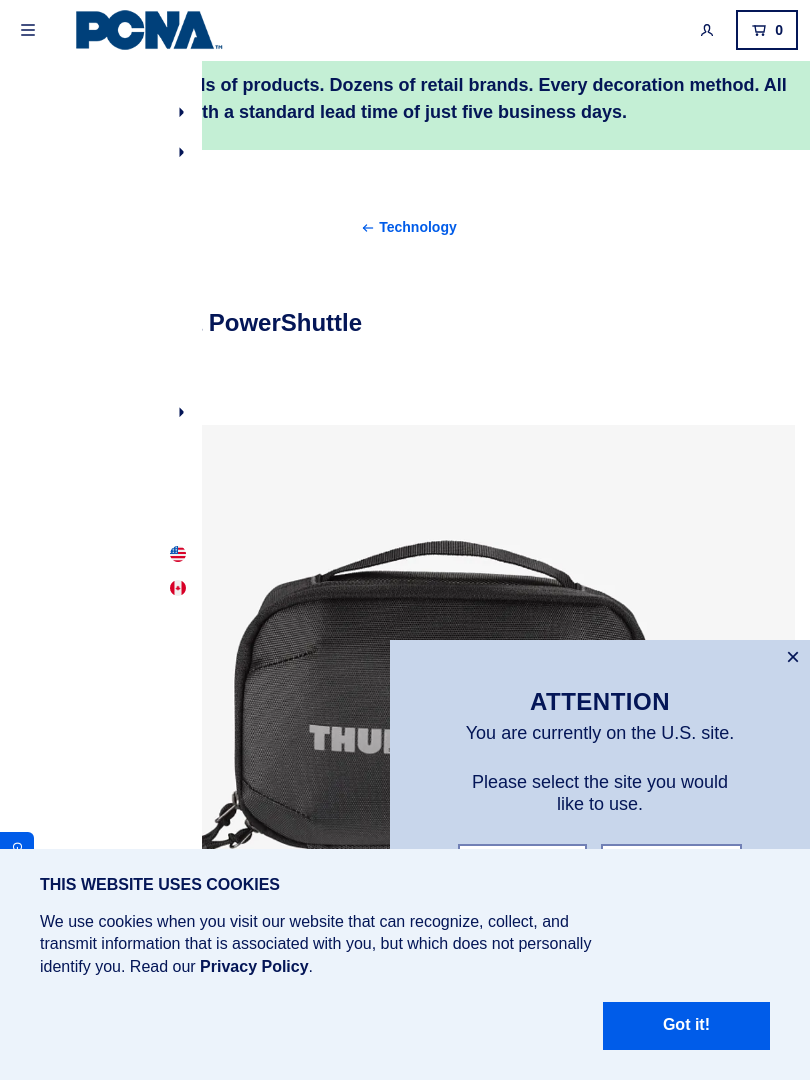 PCNA™
0
of products. Dozens of retail brands. Every decoration method. All
a standard lead time of just five business days.
← Technology
PowerShuttle
×
ATTENTION
You are currently on the U.S. site.
Please select the site you would
like to use.
THIS WEBSITE USES COOKIES
We use cookies when you visit our website that can recognize, collect, and
transmit information that is associated with you, but which does not personally
identify you. Read our Privacy Policy.
Got it!